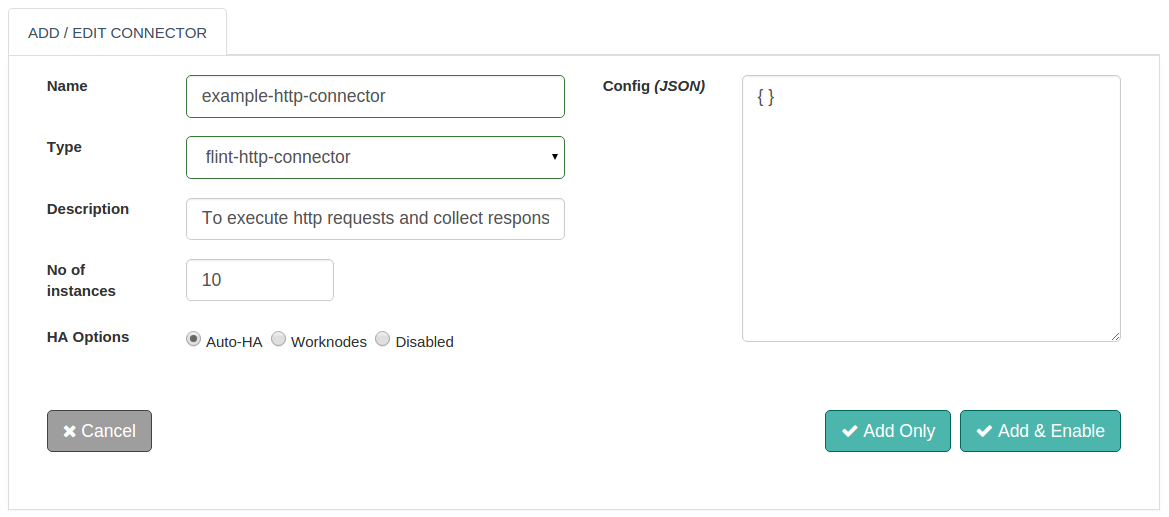 ADD / EDIT CONNECTOR
Name
example-http-connector
Type
flint-http-connector
Description
To execute http requests and collect respons
No of
instances
10
HA Options
Auto-HA Worknodes Disabled
Config (JSON)
{ }
Cancel
Add Only
Add & Enable